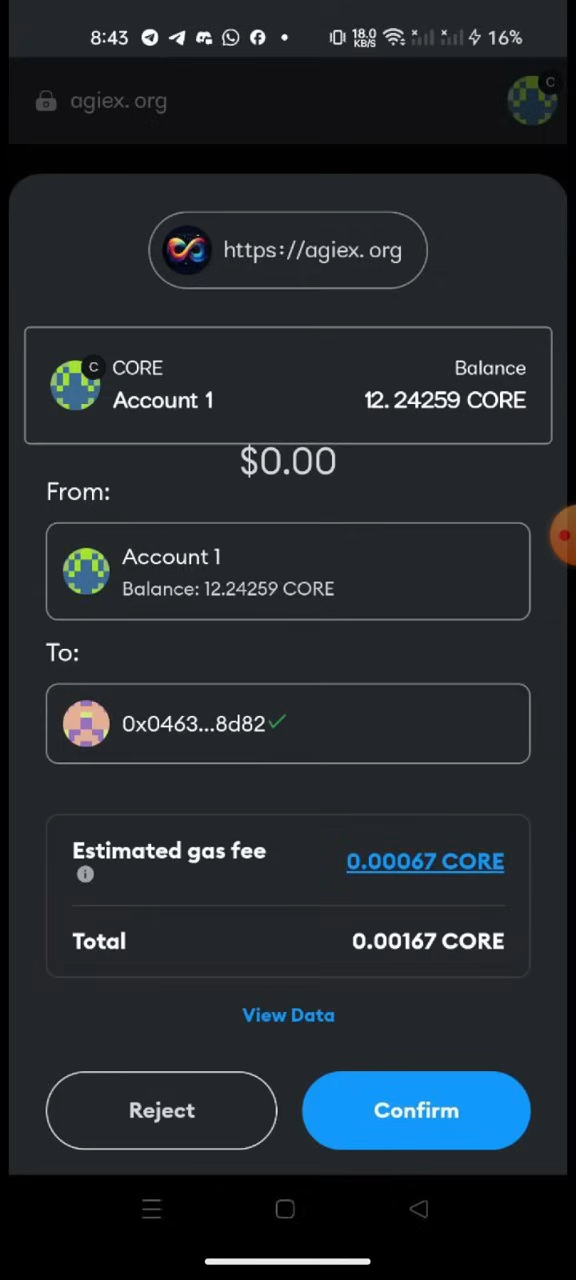 8:43
18.0
KB/S
16%
agiex. org
C
https://agiex. org
C
CORE
Balance
Account 1
12. 24259 CORE
$0.00
From:
Account 1
Balance: 12.24259 CORE
To:
0x0463...8d82
Estimated gas fee
0.00067 CORE
Total
0.00167 CORE
View Data
Reject
Confirm